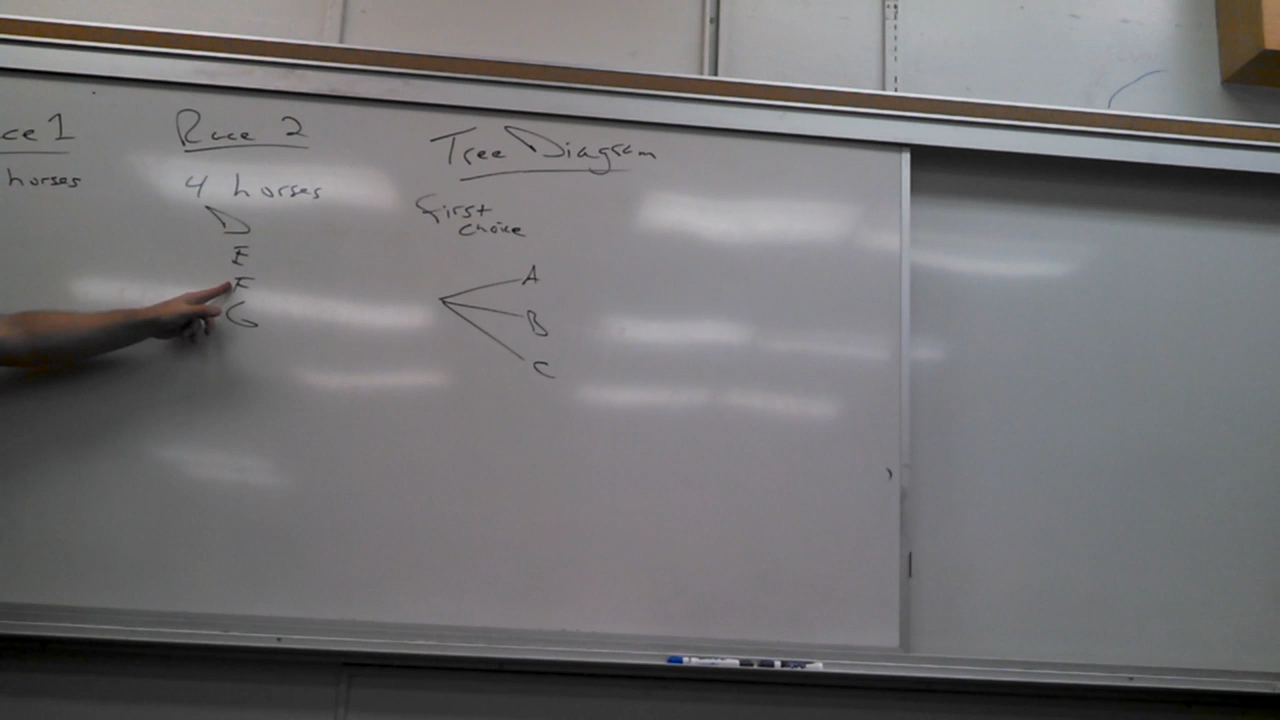 ce 1
horses
Race 2
4 horses
D
E
F
G
Tree Diagram
first
choice
A
B
C